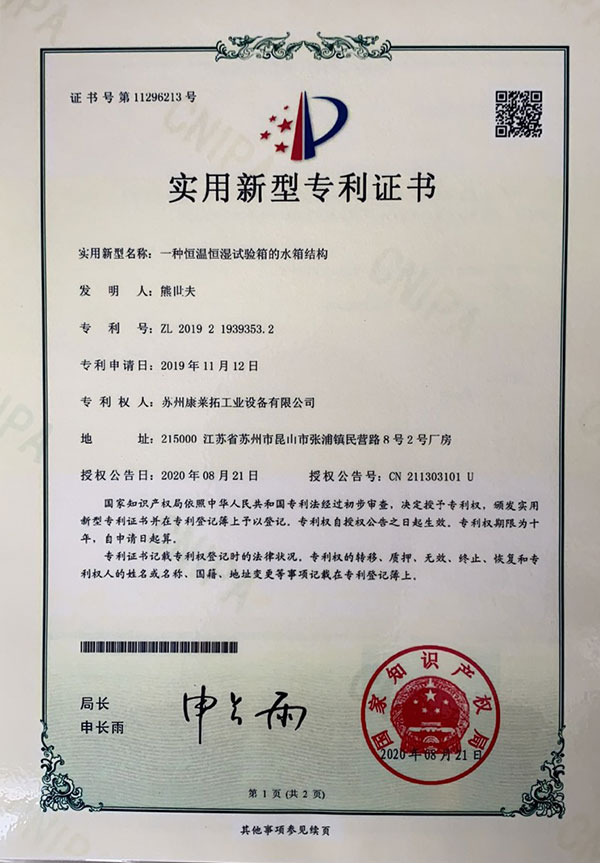 证书号第11296213号
实用新型专利证书
实用新型名称：一种恒温恒湿试验箱的水箱结构
发明人：熊世夫
专利号：ZL 2019 2 1939353.2
专利申请日：2019年11月12日
专利权人：苏州康莱拓工业设备有限公司
地址：215000 江苏省苏州市昆山市张浦镇民营路8号2号厂房
授权公告日：2020年08月21日 授权公告号：CN 211303101 U
国家知识产权局依照中华人民共和国专利法经过初步审查，决定授予专利权，颁发实用
新型专利证书并在专利登记簿上予以登记。专利权自授权公告之日起生效。专利权期限为十
年，自申请日起算。
专利证书记载专利权登记时的法律状况。专利权的转移、质押、无效、终止、恢复和专
利权人的姓名或名称、国籍、地址变更等事项记载在专利登记簿上。
局长
申长雨
申长雨
国家知识产权局
2020年08月21日
第1页(共2页)
其他事项参见续页
CNIPA
CNIPA
CNIPA
CNIPA